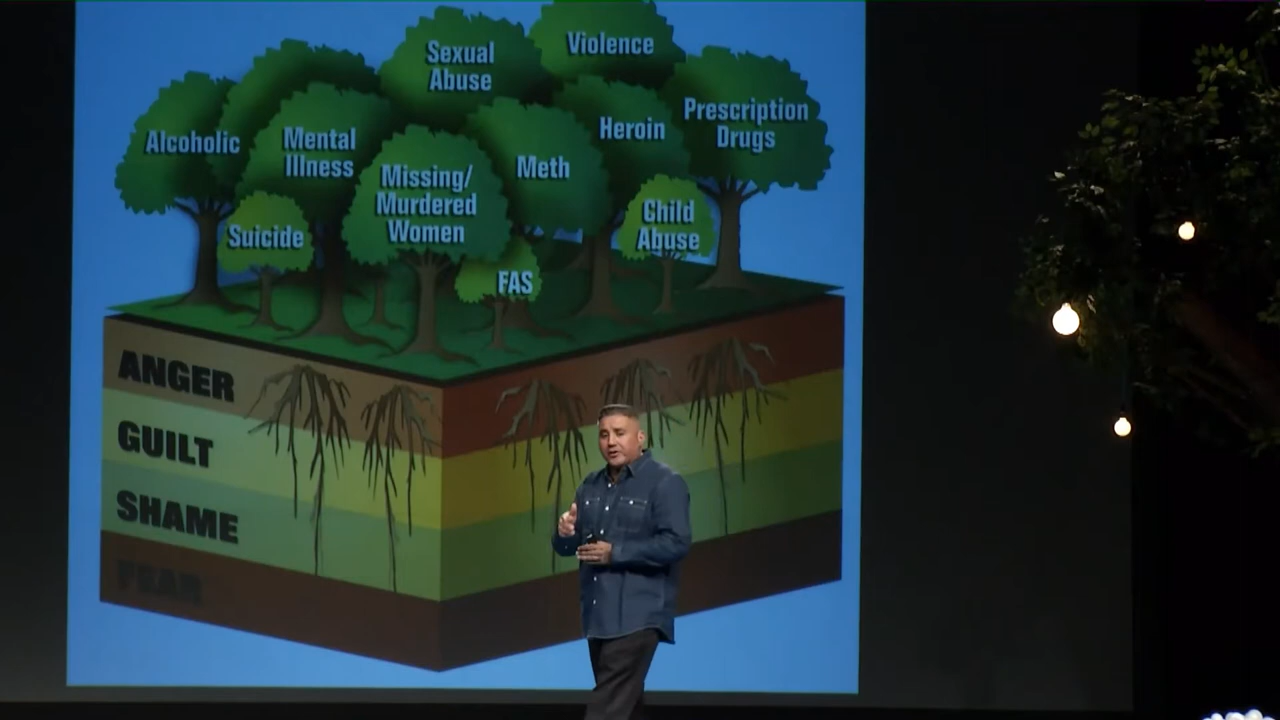 Sexual
Abuse
Violence
Alcoholic
Mental
Illness
Missing/
Murdered
Women
Meth
Heroin
Prescription
Drugs
Suicide
FAS
Child
Abuse
ANGER
GUILT
SHAME
FEAR